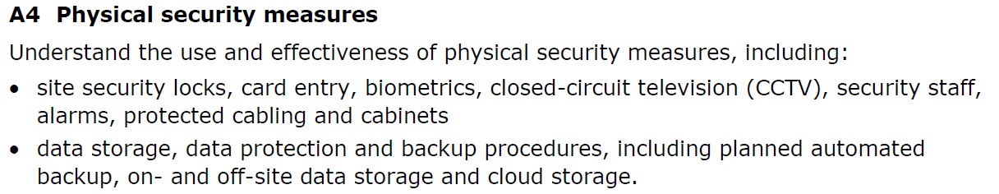 A4 Physical security measures
Understand the use and effectiveness of physical security measures, including:
• site security locks, card entry, biometrics, closed-circuit television (CCTV), security staff,
alarms, protected cabling and cabinets
• data storage, data protection and backup procedures, including planned automated
backup, on- and off-site data storage and cloud storage.